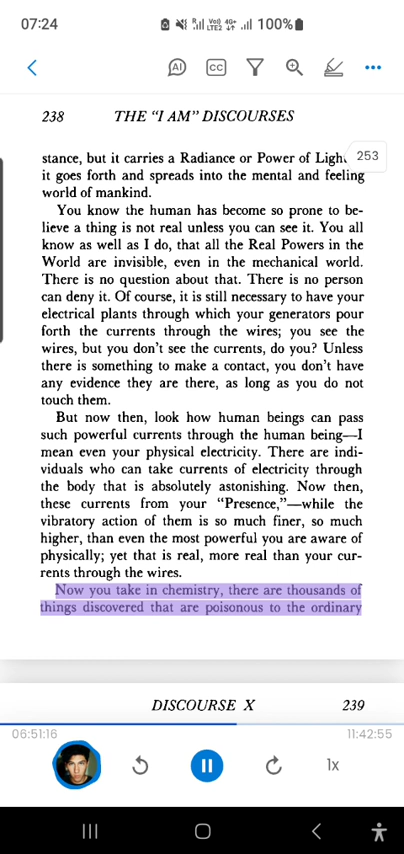 07:24
R Vo)) 4G+
LTE2
100%
AI
CC
238 THE “I AM” DISCOURSES
253
stance, but it carries a Radiance or Power of Ligh
it goes forth and spreads into the mental and feeling
world of mankind.
You know the human has become so prone to be-
lieve a thing is not real unless you can see it. You all
know as well as I do, that all the Real Powers in the
World are invisible, even in the mechanical world.
There is no question about that. There is no person
can deny it. Of course, it is still necessary to have your
electrical plants through which your generators pour
forth the currents through the wires; you see the
wires, but you don’t see the currents, do you? Unless
there is something to make a contact, you don’t have
any evidence they are there, as long as you do not
touch them.
But now then, look how human beings can pass
such powerful currents through the human being—I
mean even your physical electricity. There are indi-
viduals who can take currents of electricity through
the body that is absolutely astonishing. Now then,
these currents from your “Presence,”—while the
vibratory action of them is so much finer, so much
higher, than even the most powerful you are aware of
physically; yet that is real, more real than your cur-
rents through the wires.
Now you take in chemistry, there are thousands of
things discovered that are poisonous to the ordinary
DISCOURSE X 239
06:51:16 11:42:55
1x